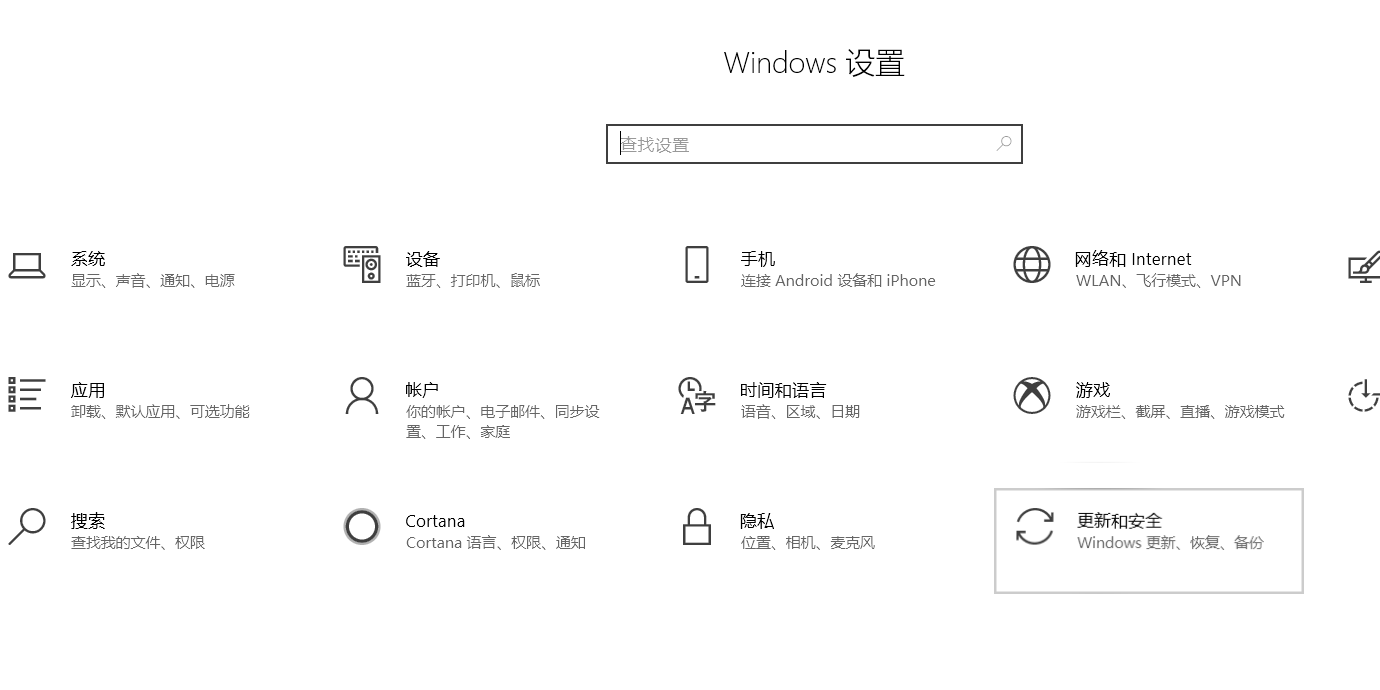 Windows 设置
查找设置
系统
显示、声音、通知、电源
设备
蓝牙、打印机、鼠标
手机
连接 Android 设备和 iPhone
网络和 Internet
WLAN、飞行模式、VPN
应用
卸载、默认应用、可选功能
帐户
你的帐户、电子邮件、同步设
置、工作、家庭
时间和语言
语音、区域、日期
游戏
游戏栏、截屏、直播、游戏模式
搜索
查找我的文件、权限
Cortana
Cortana 语言、权限、通知
隐私
位置、相机、麦克风
更新和安全
Windows 更新、恢复、备份